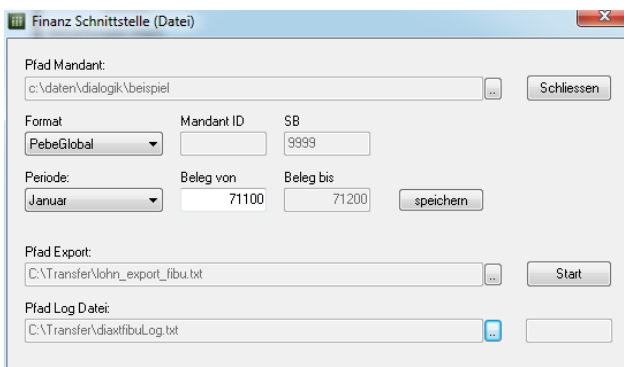 Finanz Schnittstelle (Datei)
X
Pfad Mandant:
c:\daten\dialogik\beispiel
..
Schliessen
Format
Mandant ID
SB
PebeGlobal
9999
Periode:
Beleg von
Beleg bis
Januar
71100
71200
speichern
Pfad Export:
C:\Transfer\lohn_export_fibu.txt
..
Start
Pfad Log Datei:
C:\Transfer\diaxtfibuLog.txt
..